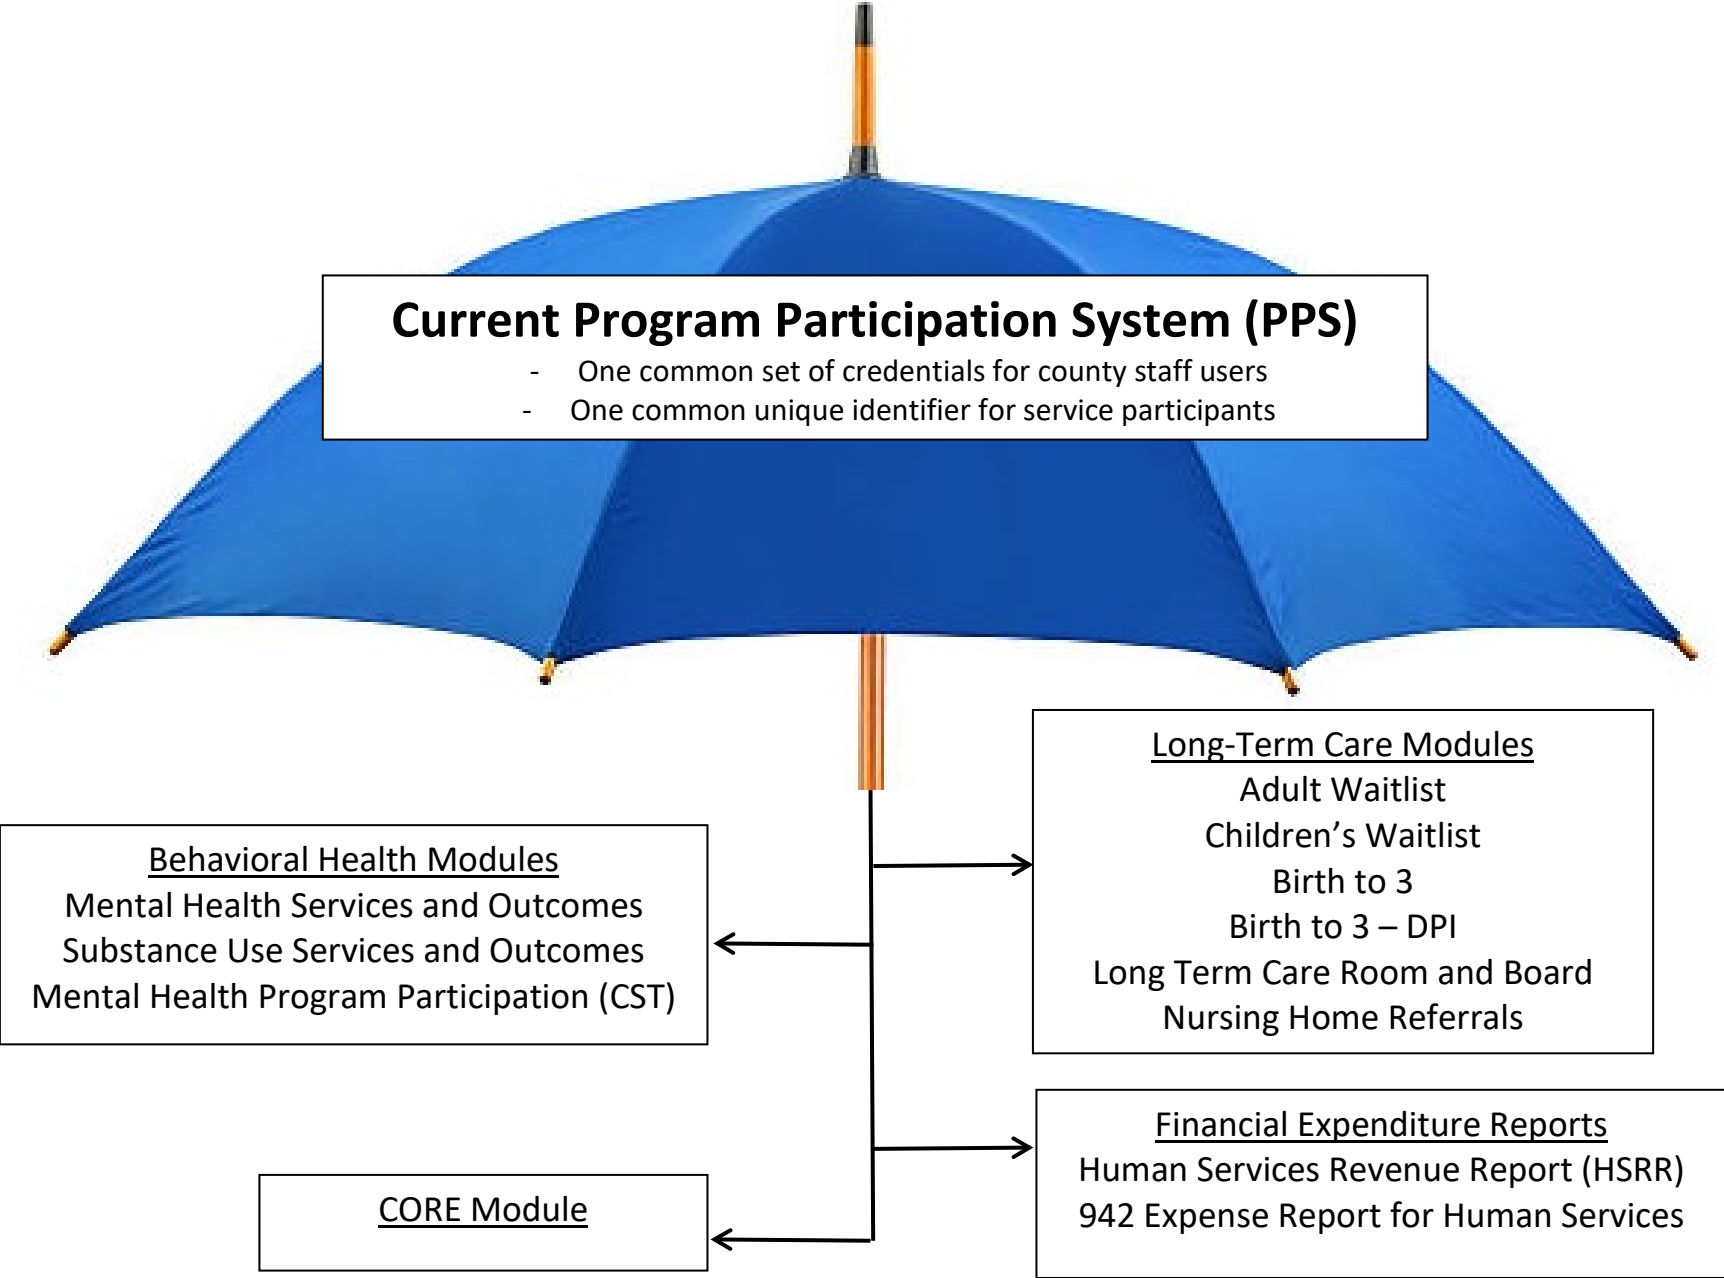 Current Program Participation System (PPS)
- One common set of credentials for county staff users
- One common unique identifier for service participants
Long-Term Care Modules
Adult Waitlist
Children’s Waitlist
Birth to 3
Birth to 3 – DPI
Long Term Care Room and Board
Nursing Home Referrals
Behavioral Health Modules
Mental Health Services and Outcomes
Substance Use Services and Outcomes
Mental Health Program Participation (CST)
Financial Expenditure Reports
Human Services Revenue Report (HSRR)
942 Expense Report for Human Services
CORE Module